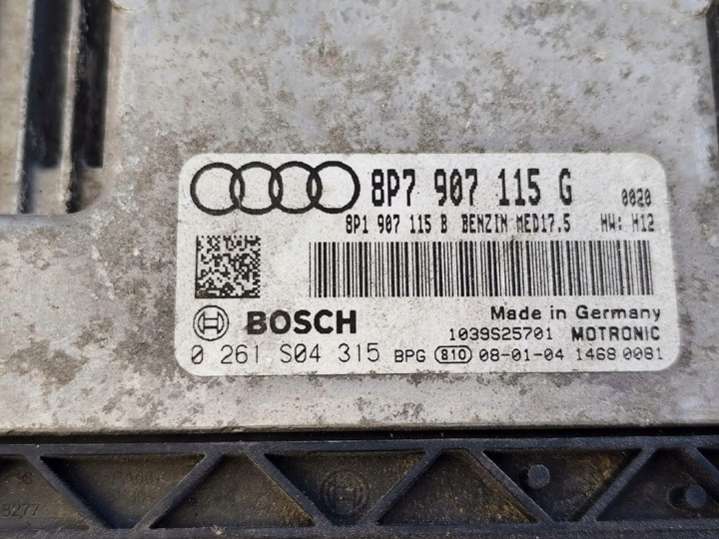 8P7 907 115 G 0020
8P1 907 115 B BENZIN MED17.5 HW: H12
BOSCH
Made in Germany
1039S25701 MOTRONIC
0 261 S04 315 BPG 810 08-01-04 1468 0081
8277